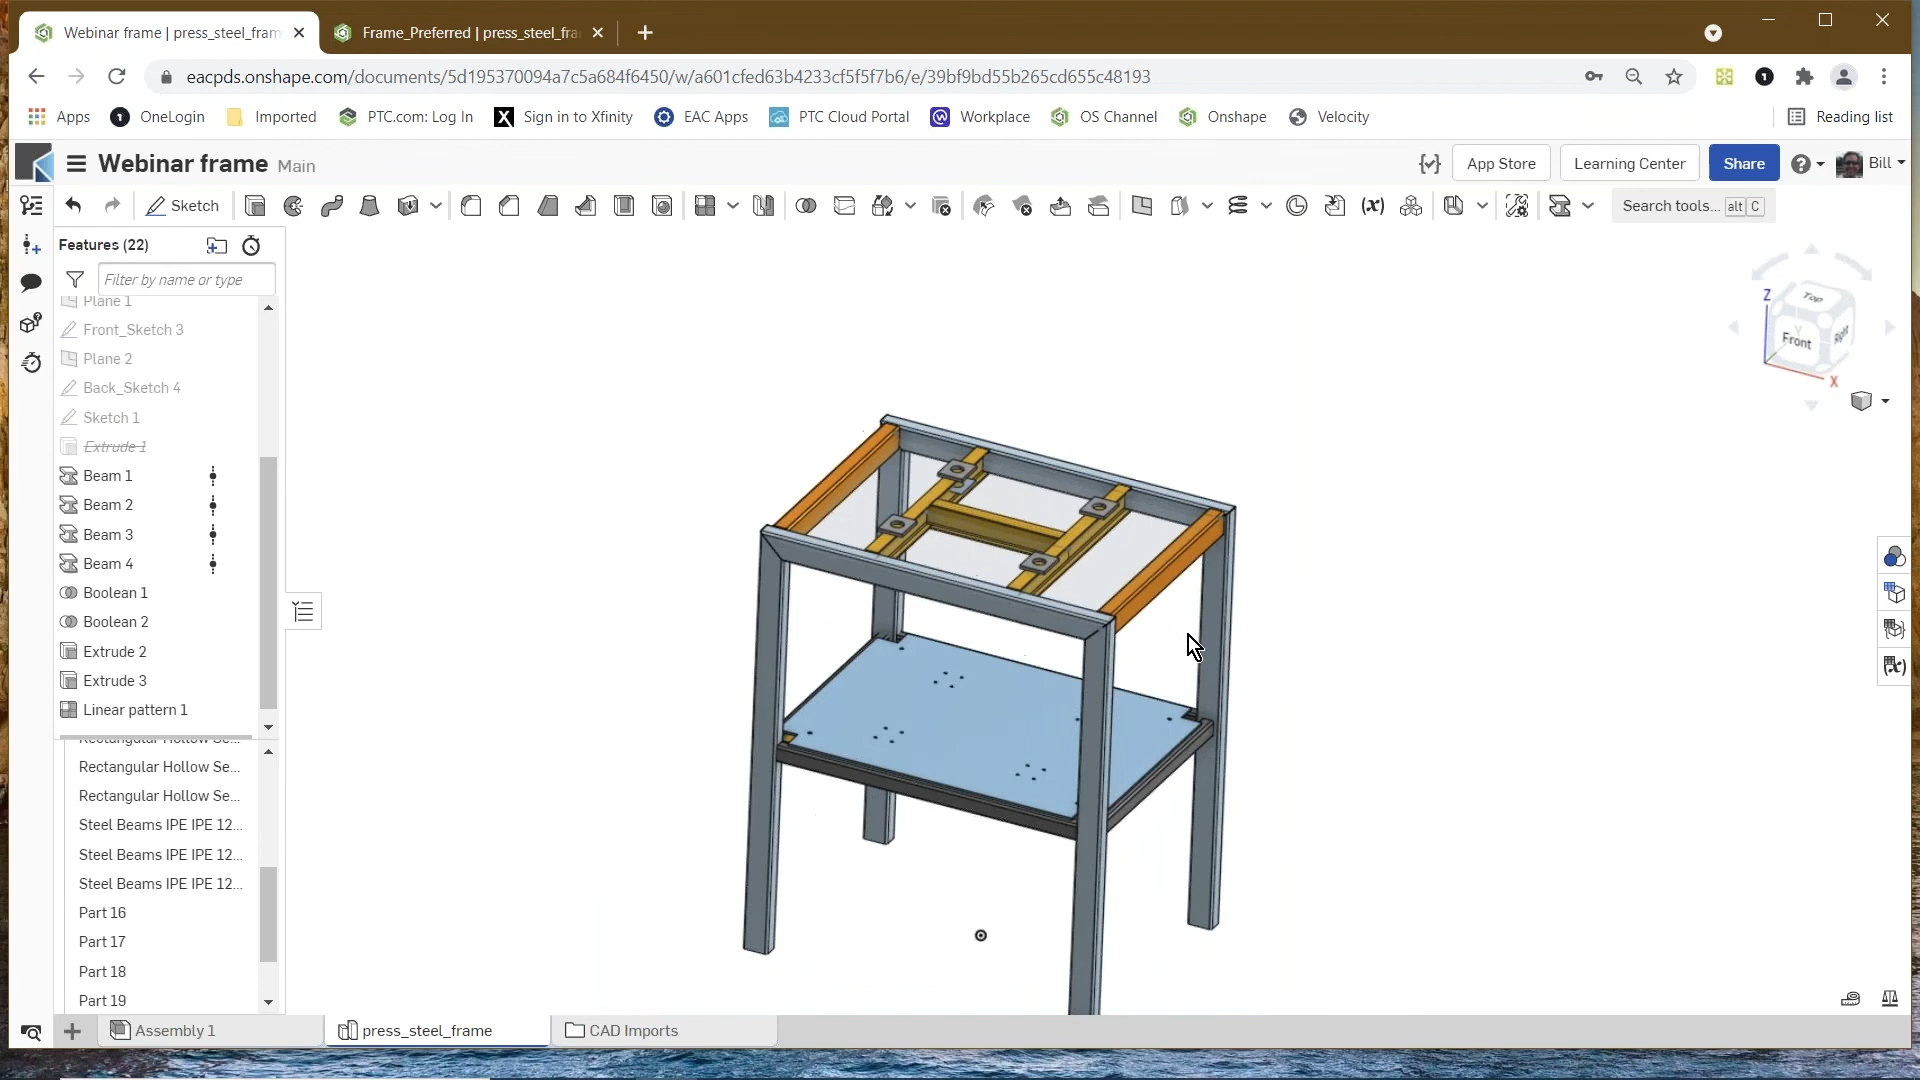 Webinar frame | press_steel_fram
Frame_Preferred | press_steel_fra
eacpds.onshape.com/documents/5d195370094a7c5a684f6450/w/a601cfed63b4233cf5f5f7b6/e/39bf9bd55b265cd655c48193
Apps
OneLogin
Imported
PTC.com: Log In
Sign in to Xfinity
EAC Apps
PTC Cloud Portal
Workplace
OS Channel
Onshape
Velocity
Reading list
Webinar frame Main
App Store
Learning Center
Share
Bill
Sketch
Search tools... alt C
Features (22)
Filter by name or type
Plane 1
Front_Sketch 3
Plane 2
Back_Sketch 4
Sketch 1
Extrude 1
Beam 1
Beam 2
Beam 3
Beam 4
Boolean 1
Boolean 2
Extrude 2
Extrude 3
Linear pattern 1
Rectangular Hollow Se...
Rectangular Hollow Se...
Rectangular Hollow Se...
Steel Beams IPE IPE 12...
Steel Beams IPE IPE 12...
Steel Beams IPE IPE 12...
Part 16
Part 17
Part 18
Part 19
Z
Top
Front
Right
X
Assembly 1
press_steel_frame
CAD Imports